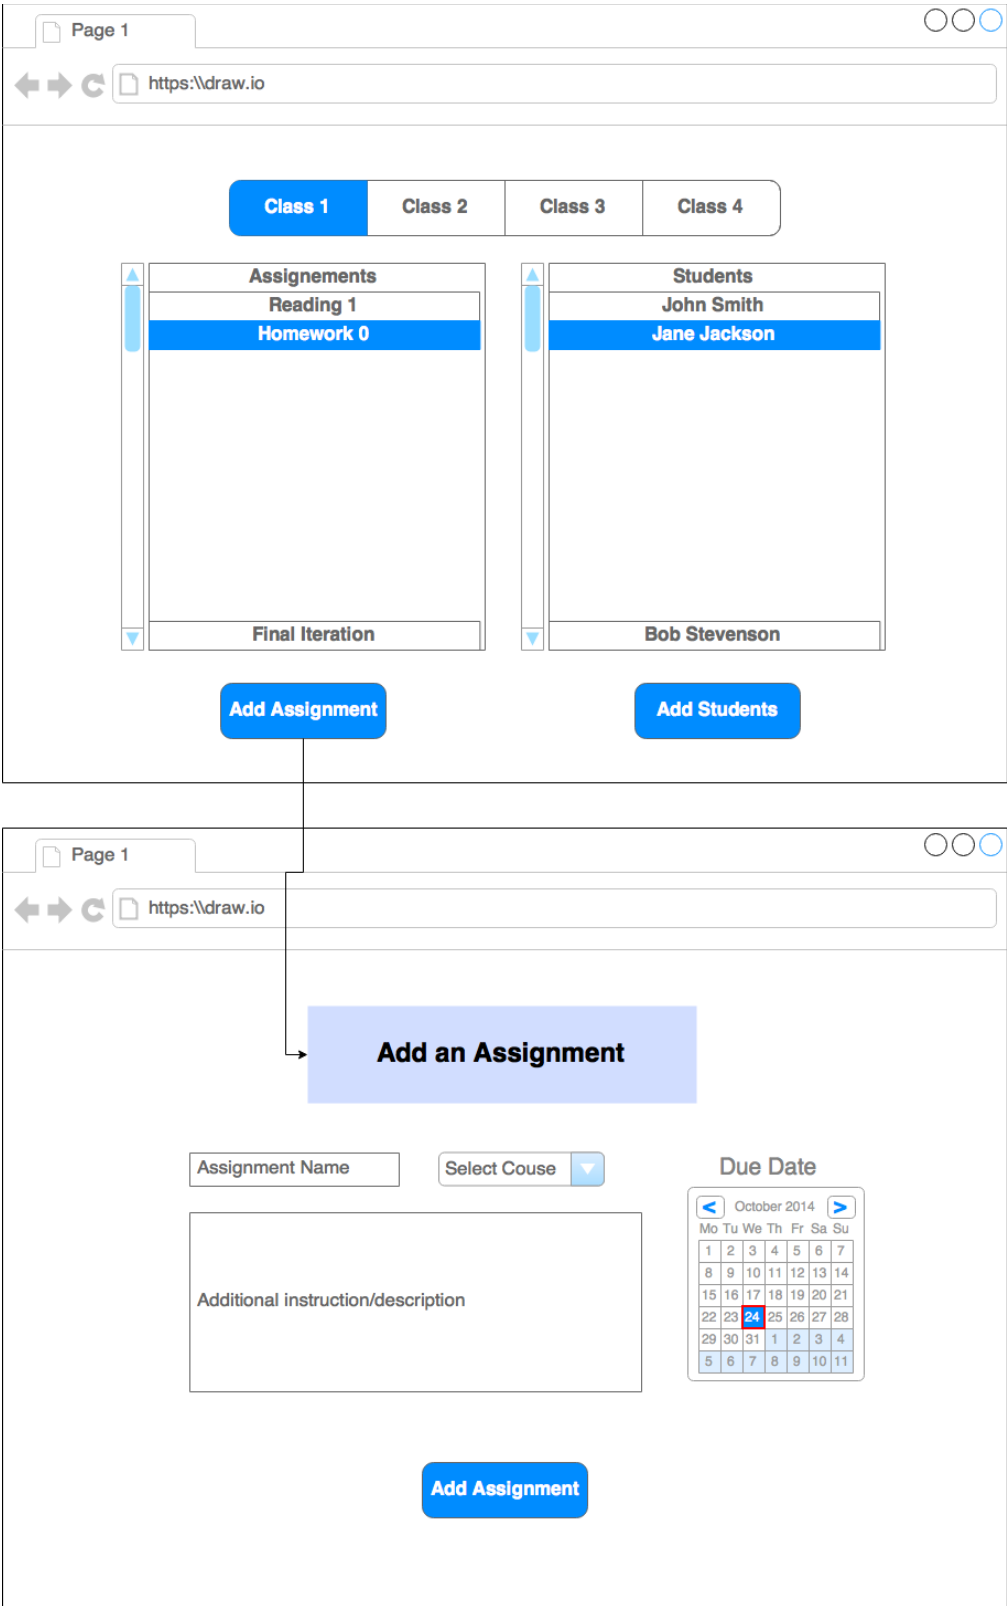 Page 1
https:\\draw.io
Class 1 Class 2 Class 3 Class 4
Assignements
Reading 1
Homework 0
Final Iteration
Students
John Smith
Jane Jackson
Bob Stevenson
Add Assignment
Add Students
Page 1
https:\\draw.io
Add an Assignment
Assignment Name
Select Couse
Additional instruction/description
Due Date
< October 2014 >
Mo Tu We Th Fr Sa Su
1 2 3 4 5 6 7
8 9 10 11 12 13 14
15 16 17 18 19 20 21
22 23 24 25 26 27 28
29 30 31 1 2 3 4
5 6 7 8 9 10 11
Add Assignment